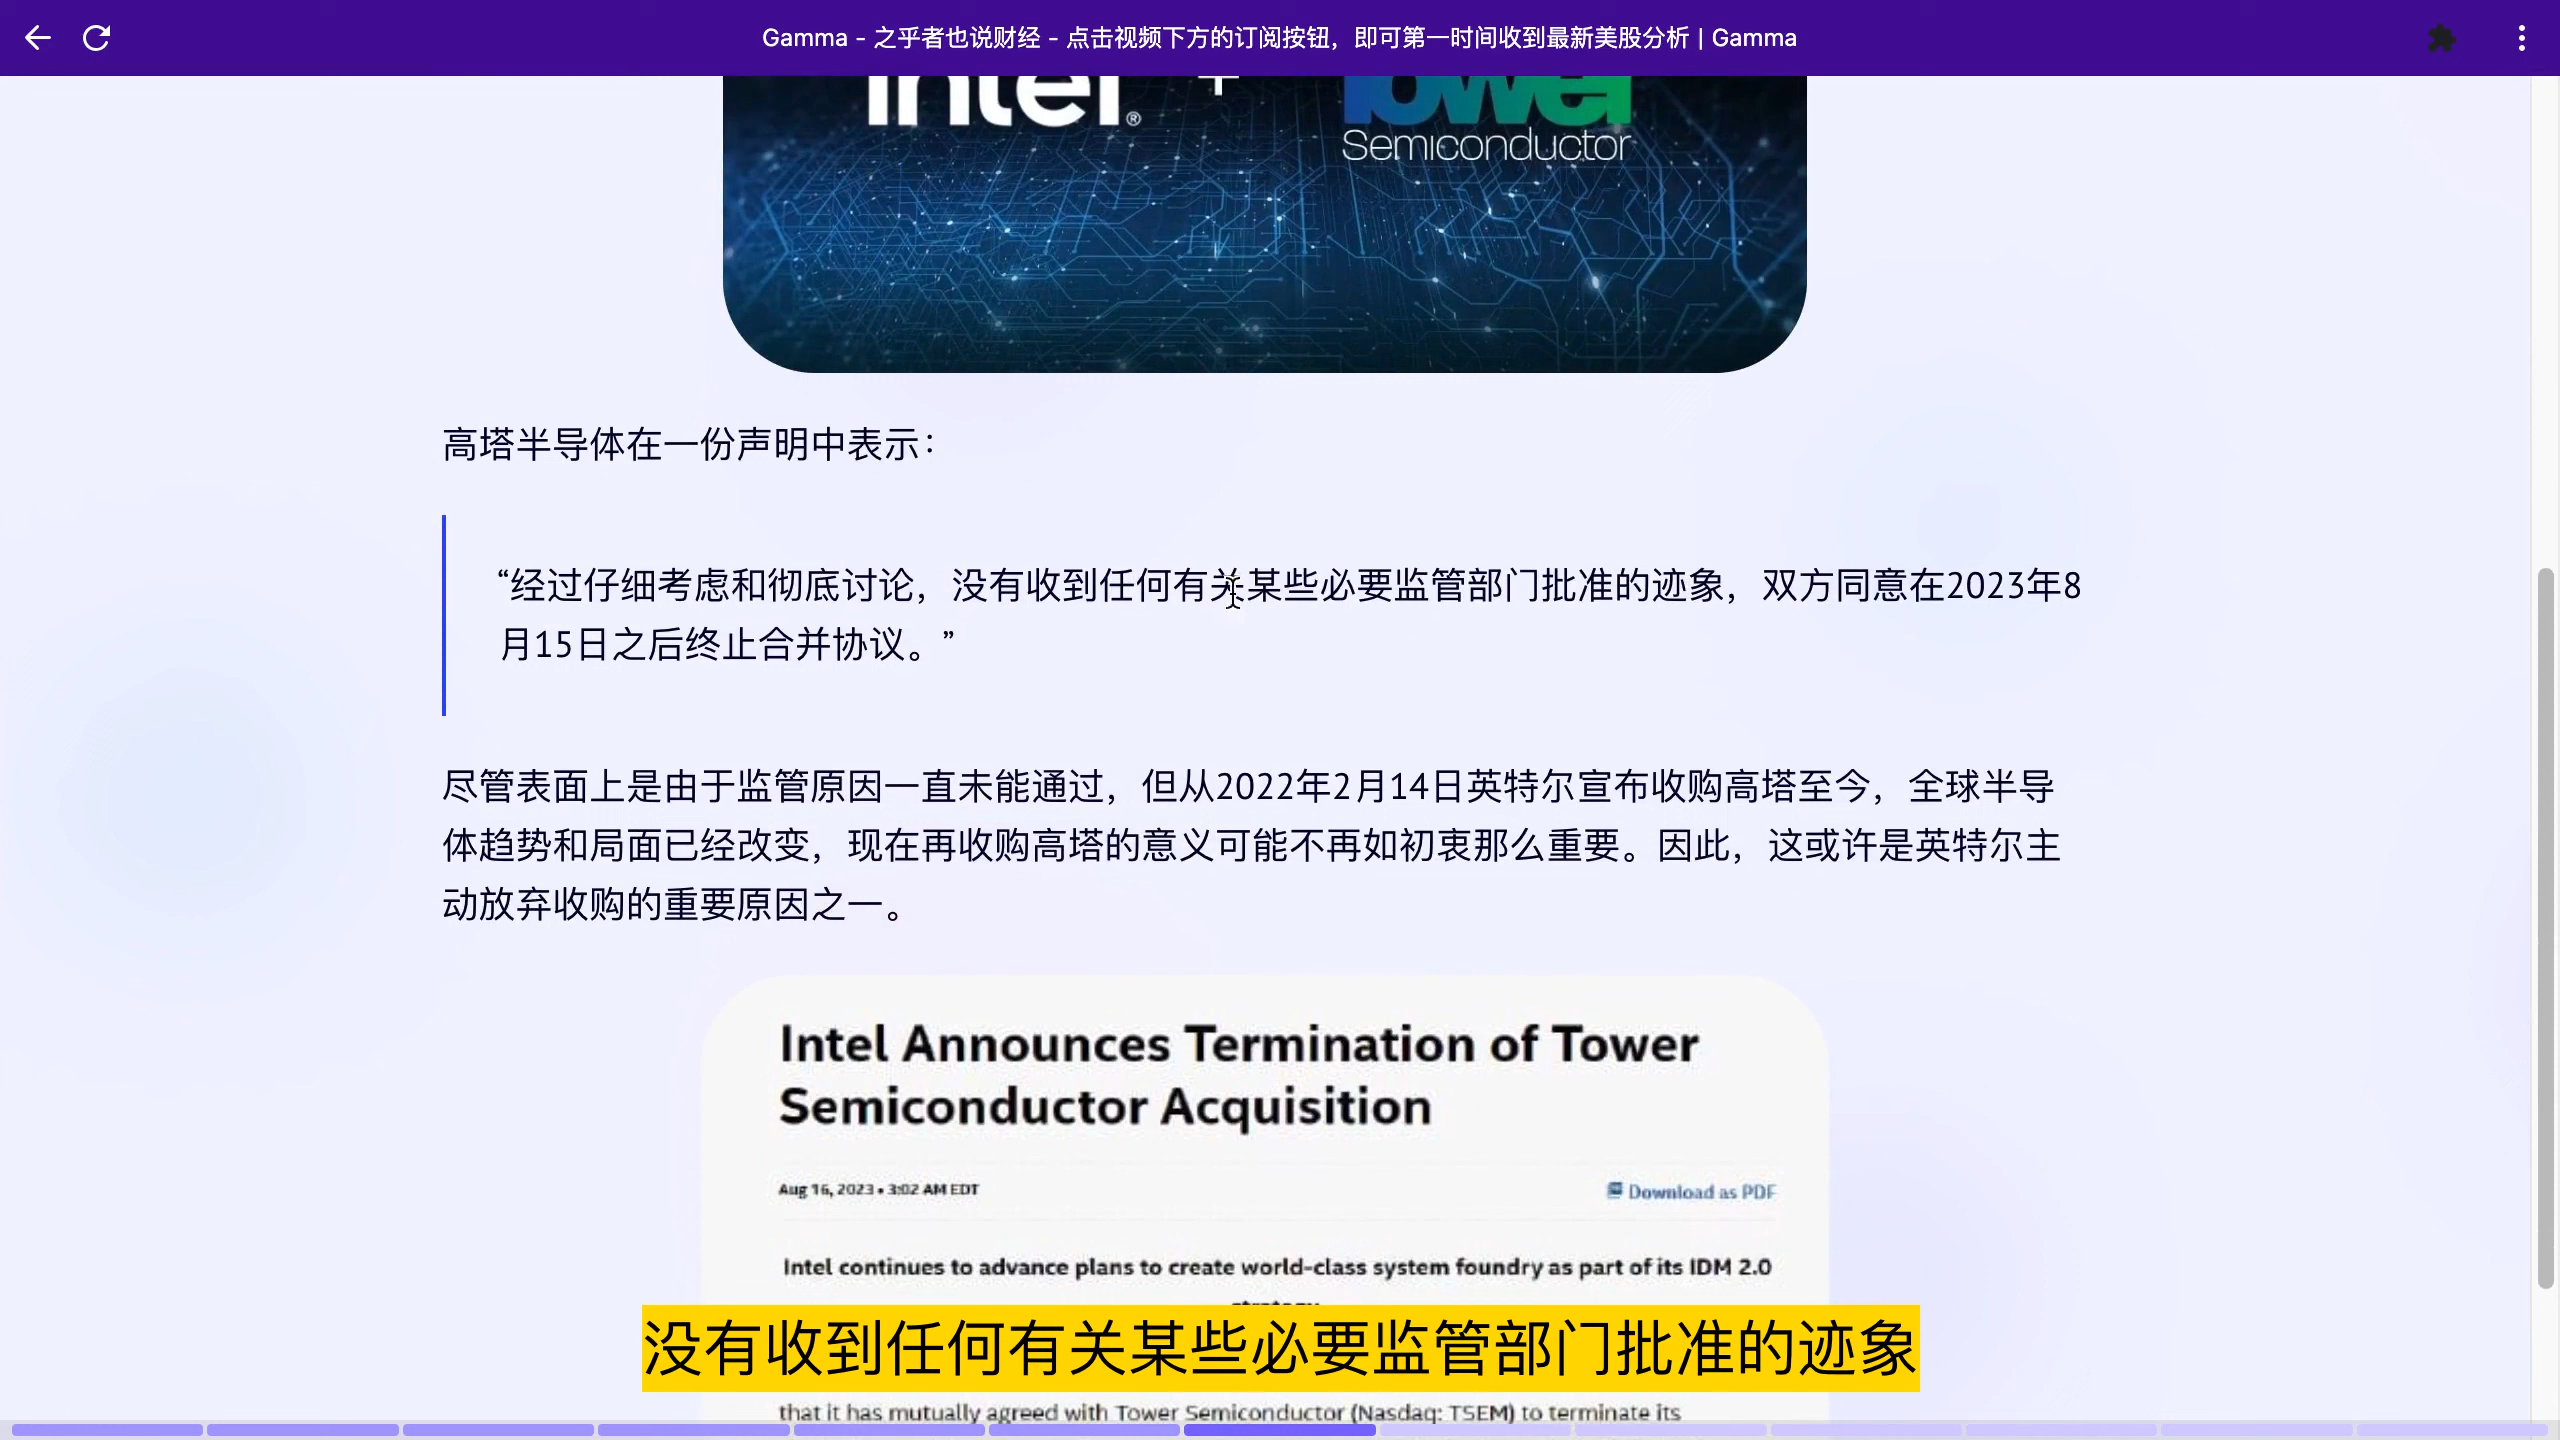 Gamma - 之乎者也说财经 - 点击视频下方的订阅按钮，即可第一时间收到最新美股分析 | Gamma
intel® + Tower
Semiconductor
高塔半导体在一份声明中表示：
“经过仔细考虑和彻底讨论，没有收到任何有关某些必要监管部门批准的迹象，双方同意在2023年8
月15日之后终止合并协议。”
尽管表面上是由于监管原因一直未能通过，但从2022年2月14日英特尔宣布收购高塔至今，全球半导
体趋势和局面已经改变，现在再收购高塔的意义可能不再如初衷那么重要。因此，这或许是英特尔主
动放弃收购的重要原因之一。
Intel Announces Termination of Tower
Semiconductor Acquisition
Aug 16, 2023 • 3:02 AM EDT
Download as PDF
Intel continues to advance plans to create world-class system foundry as part of its IDM 2.0
没有收到任何有关某些必要监管部门批准的迹象
that it has mutually agreed with Tower Semiconductor (Nasdaq: TSEM) to terminate its